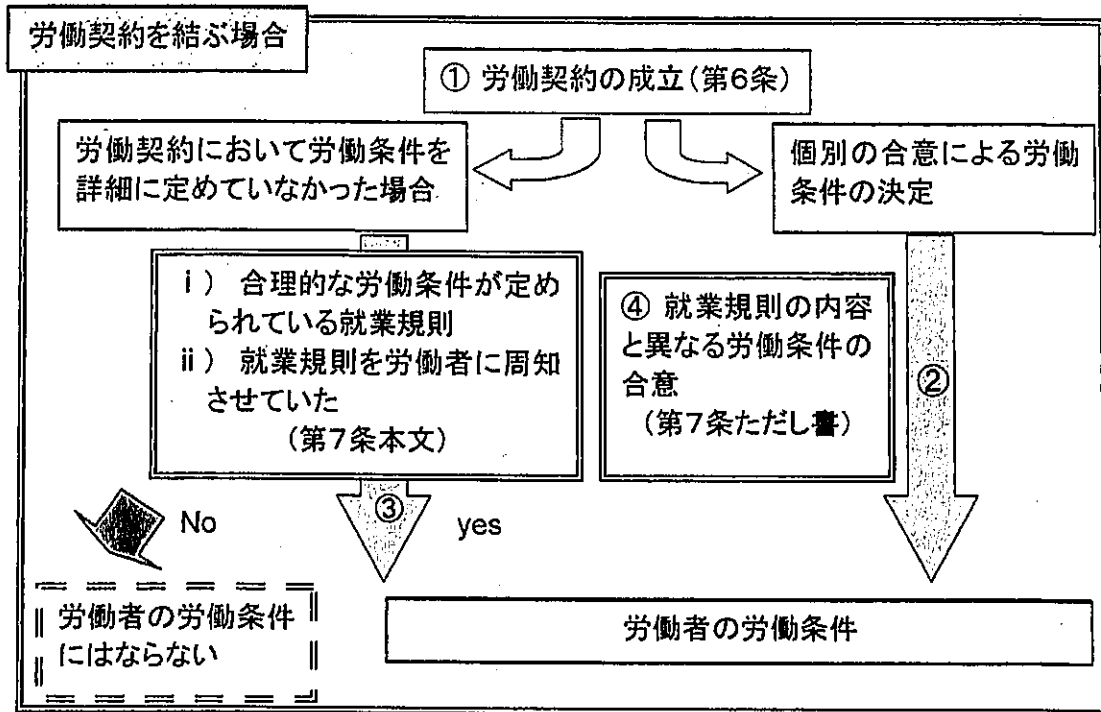 労働契約を結ぶ場合
① 労働契約の成立(第6条)
労働契約において労働条件を
詳細に定めていなかった場合
個別の合意による労働
条件の決定
ⅰ) 合理的な労働条件が定め
られている就業規則
ⅱ) 就業規則を労働者に周知
させていた
(第7条本文)
④ 就業規則の内容
と異なる労働条件の
合意
(第7条ただし書)
②
③
No
yes
労働者の労働条件
にはならない
労働者の労働条件